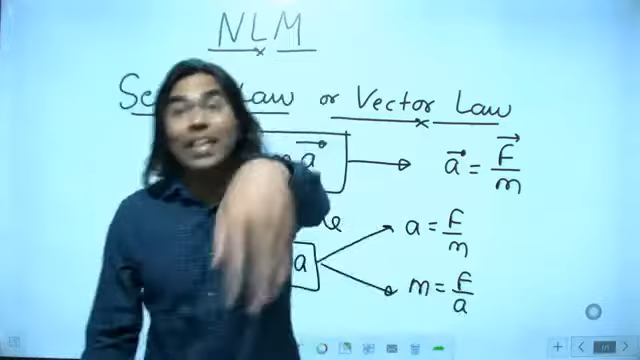 NLM
Law or Vector Law
a⃗ → a⃗ = F⃗/m
a = F/m
a
m = F/a